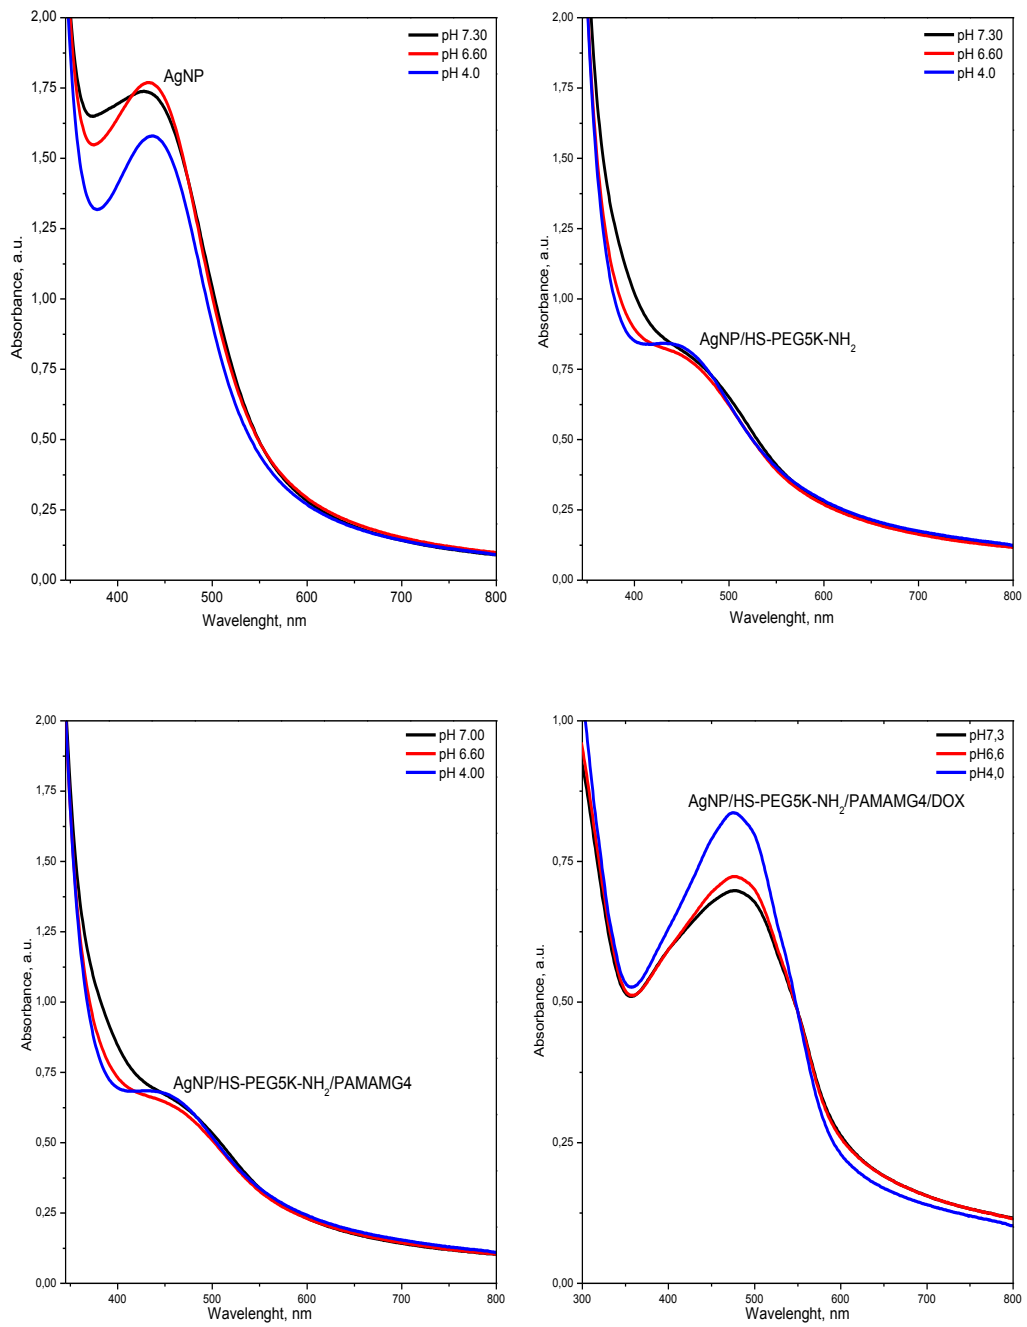 2,00
1,75
1,50
1,25
1,00
0,75
0,50
0,25
0,00
Absorbance, a.u.
pH 7.30
pH 6.60
pH 4.0
AgNP
400
500
600
700
800
Wavelenght, nm
2,00
1,75
1,50
1,25
1,00
0,75
0,50
0,25
0,00
Absorbance, a.u.
pH 7.30
pH 6.60
pH 4.0
AgNP/HS-PEG5K-NH2
400
500
600
700
800
Wavelenght, nm
2,00
1,75
1,50
1,25
1,00
0,75
0,50
0,25
0,00
Absorbance, a.u.
pH 7.00
pH 6.60
pH 4.00
AgNP/HS-PEG5K-NH2/PAMAMG4
400
500
600
700
800
Wavelenght, nm
1,00
0,75
0,50
0,25
0,00
Absorbance, a.u.
pH7,3
pH6,6
pH4,0
AgNP/HS-PEG5K-NH2/PAMAMG4/DOX
300
400
500
600
700
800
Wavelenght, nm